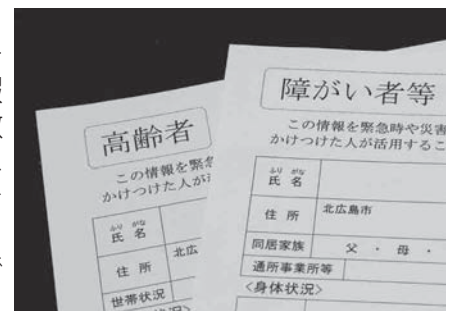 高齢者
この情報を緊急
かけつけた人が
ふりがな
氏名
住所 北広
世帯状況
障がい者等
この情報を緊急時や災害
かけつけた人が活用するこ
ふりがな
氏名
住所 北広島市
同居家族 父・母・
通所事業所等
〈身体状況〉